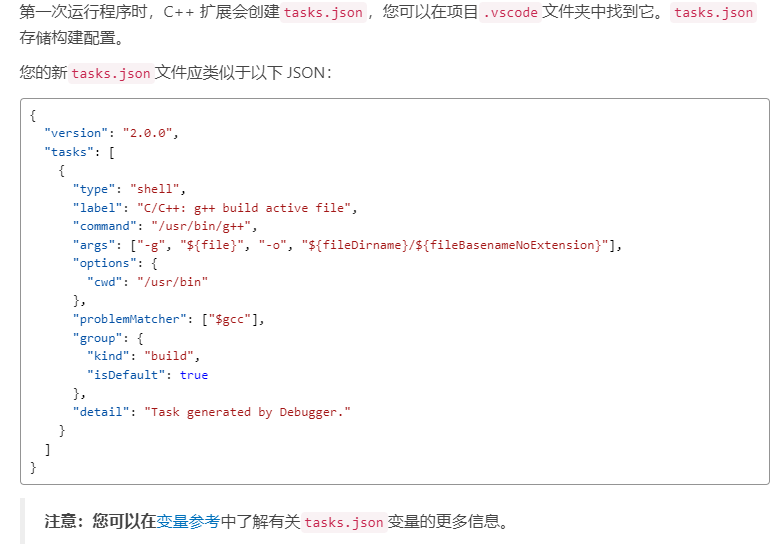 第一次运行程序时，C++ 扩展会创建 tasks.json，您可以在项目 .vscode 文件夹中找到它。tasks.json
存储构建配置。
您的新 tasks.json 文件应类似于以下 JSON：
{
  "version": "2.0.0",
  "tasks": [
    {
      "type": "shell",
      "label": "C/C++: g++ build active file",
      "command": "/usr/bin/g++",
      "args": ["-g", "${file}", "-o", "${fileDirname}/${fileBasenameNoExtension}"],
      "options": {
        "cwd": "/usr/bin"
      },
      "problemMatcher": ["$gcc"],
      "group": {
        "kind": "build",
        "isDefault": true
      },
      "detail": "Task generated by Debugger."
    }
  ]
}
注意：您可以在变量参考中了解有关 tasks.json 变量的更多信息。